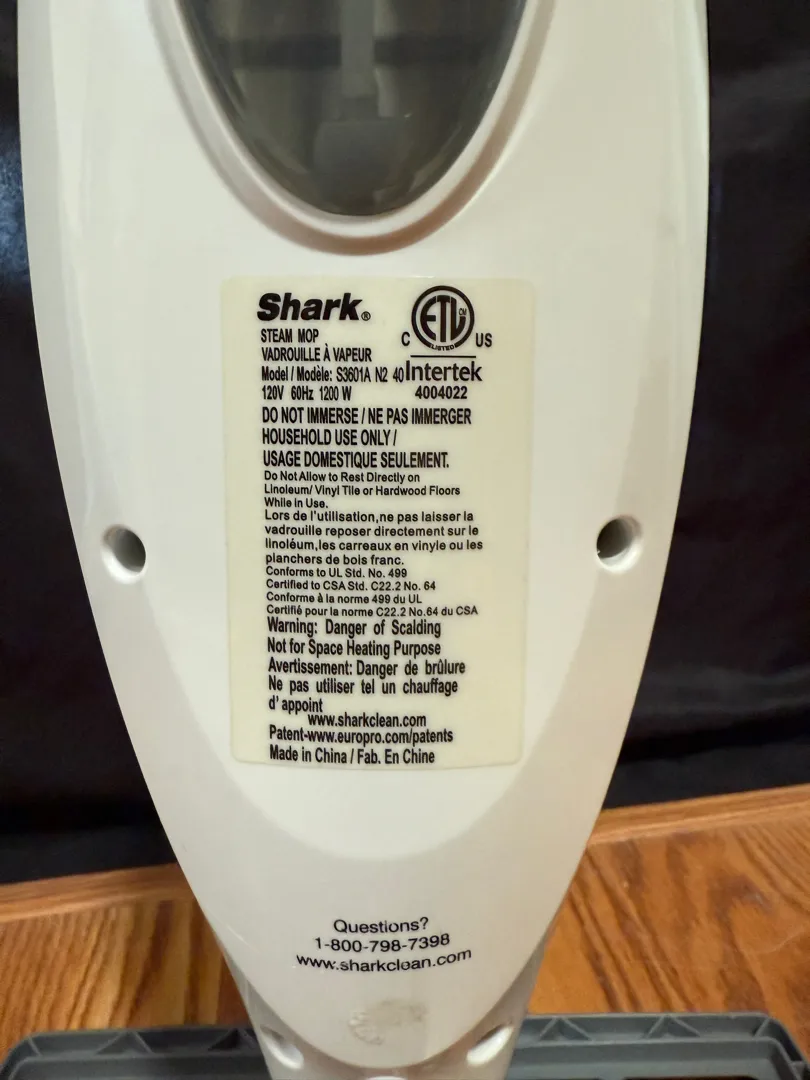 Shark®
STEAM MOP
VADROUILLE À VAPEUR
Model / Modèle: S3601A N2 40
120V 60Hz 1200 W
C ETL CM US
LISTED
Intertek
4004022
DO NOT IMMERSE / NE PAS IMMERGER
HOUSEHOLD USE ONLY /
USAGE DOMESTIQUE SEULEMENT.
Do Not Allow to Rest Directly on
Linoleum/ Vinyl Tile or Hardwood Floors
While in Use.
Lors de l'utilisation,ne pas laisser la
vadrouille reposer directement sur le
linoléum,les carreaux en vinyle ou les
planchers de bois franc.
Conforms to UL Std. No. 499
Certified to CSA Std. C22.2 No. 64
Conforme à la norme 499 du UL
Certifié pour la norme C22.2 No.64 du CSA
Warning: Danger of Scalding
Not for Space Heating Purpose
Avertissement: Danger de brûlure
Ne pas utiliser tel un chauffage
d'appoint
www.sharkclean.com
Patent-www.europro.com/patents
Made in China / Fab. En Chine
Questions?
1-800-798-7398
www.sharkclean.com